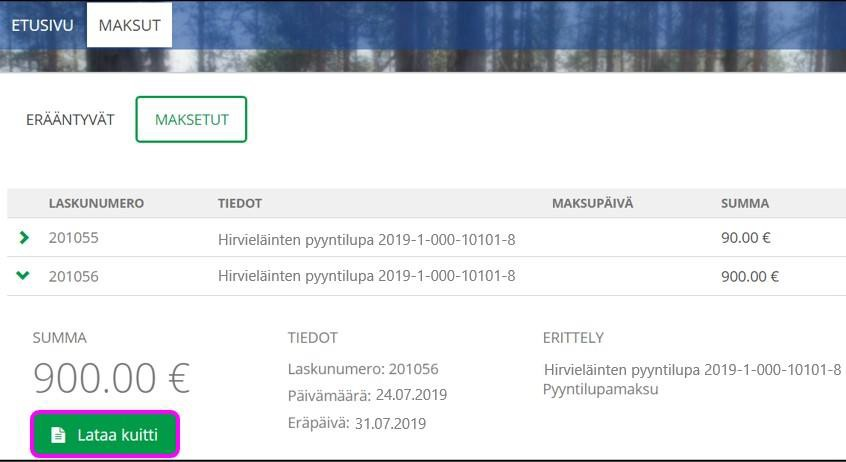 ETUSIVU MAKSUT
ERÄÄNTYVÄT MAKSETUT
LASKUNUMERO TIEDOT MAKSUPÄIVÄ SUMMA
201055 Hirvieläinten pyyntilupa 2019-1-000-10101-8 90.00 €
201056 Hirvieläinten pyyntilupa 2019-1-000-10101-8 900.00 €
SUMMA TIEDOT ERITTELY
900.00 € Laskunumero: 201056 Hirvieläinten pyyntilupa 2019-1-000-10101-8
Päivämäärä: 24.07.2019 Pyyntilupamaksu
Eräpäivä: 31.07.2019
Lataa kuitti